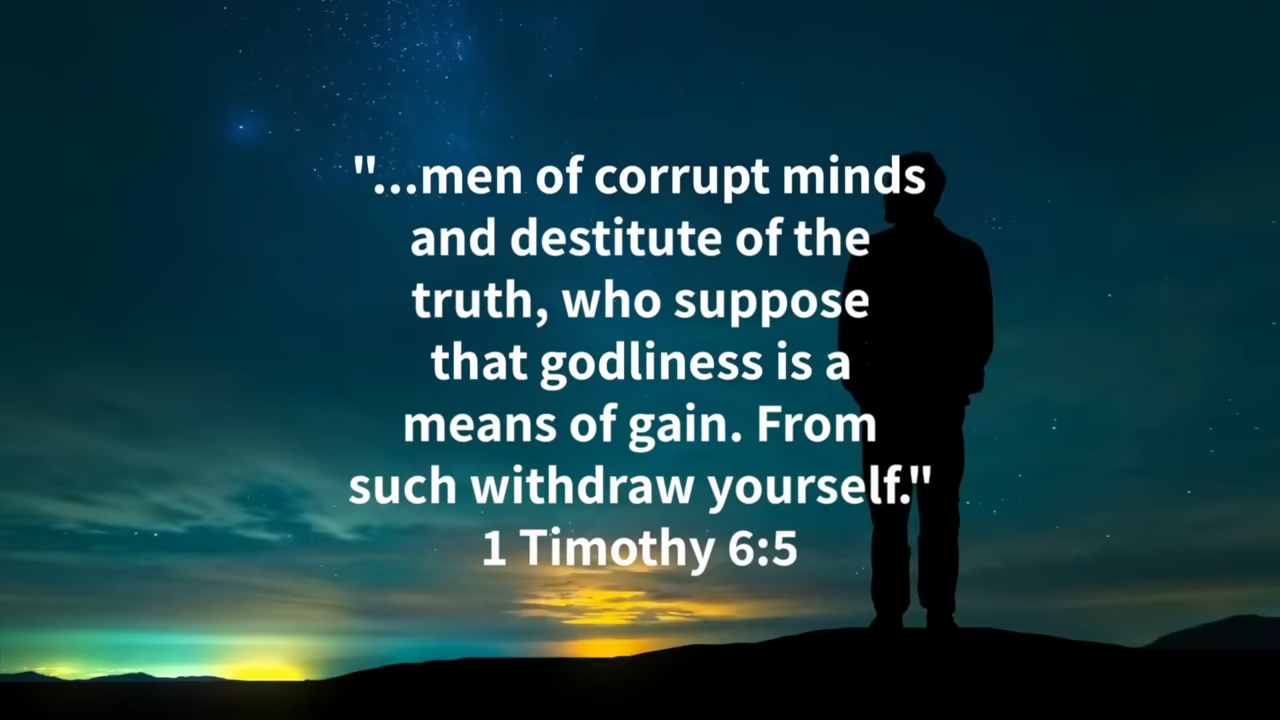 "...men of corrupt minds
and destitute of the
truth, who suppose
that godliness is a
means of gain. From
such withdraw yourself."
1 Timothy 6:5